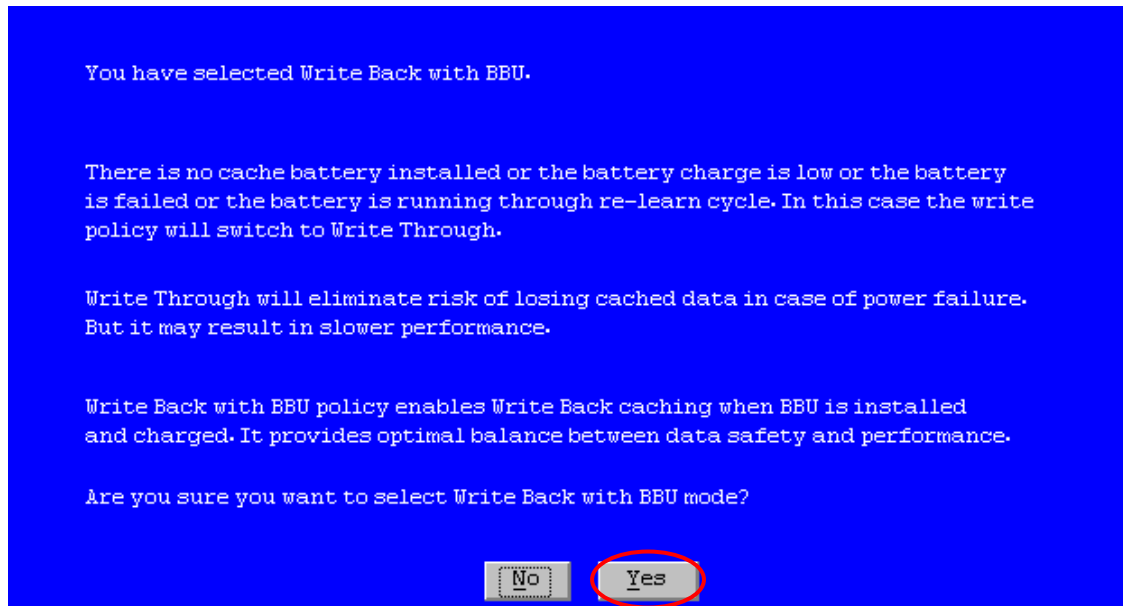 You have selected Write Back with BBU.
There is no cache battery installed or the battery charge is low or the battery
is failed or the battery is running through re-learn cycle. In this case the write
policy will switch to Write Through.
Write Through will eliminate risk of losing cached data in case of power failure.
But it may result in slower performance.
Write Back with BBU policy enables Write Back caching when BBU is installed
and charged. It provides optimal balance between data safety and performance.
Are you sure you want to select Write Back with BBU mode?
No Yes